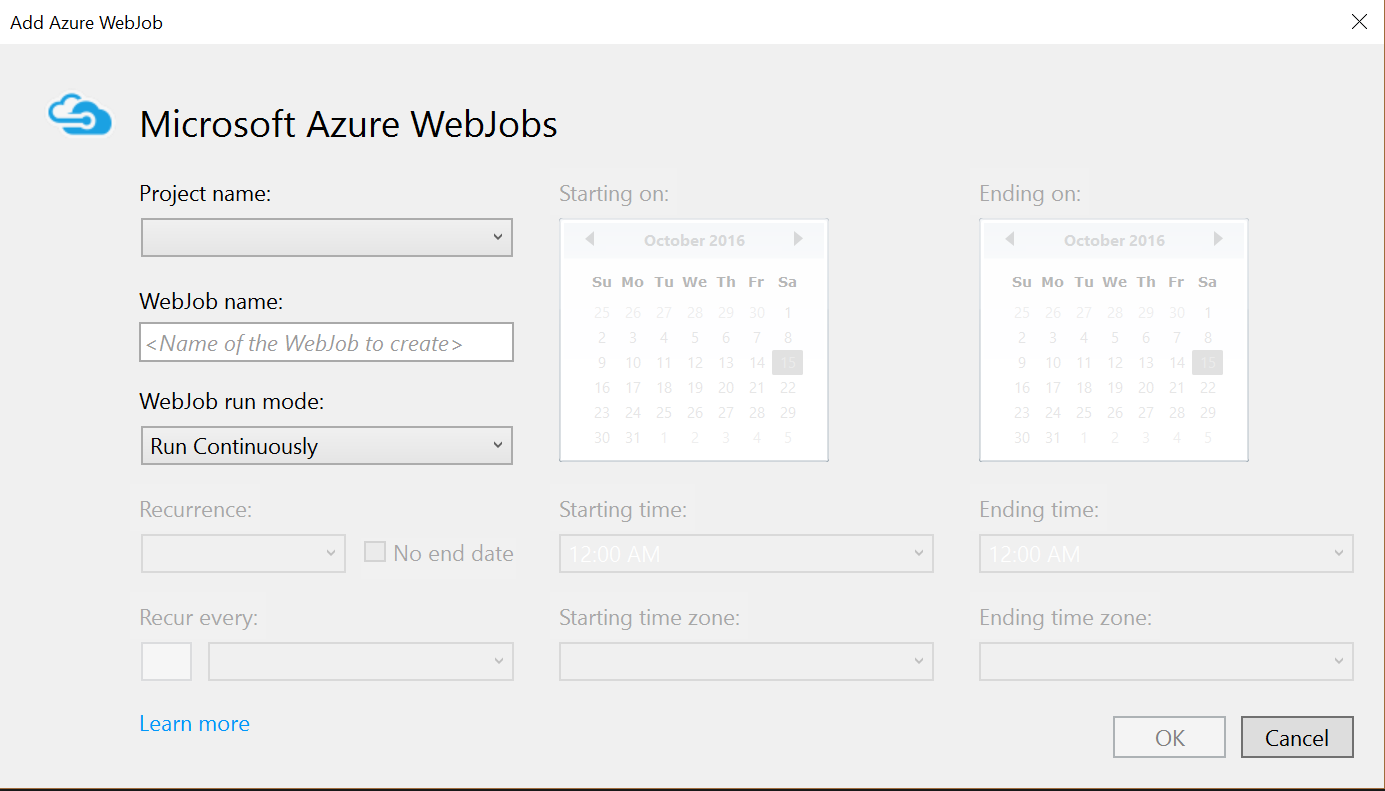 Add Azure WebJob
Microsoft Azure WebJobs
Project name:
WebJob name:
<Name of the WebJob to create>
WebJob run mode:
Run Continuously
Recurrence:
No end date
Recur every:
Learn more
Starting on:
October 2016
Su Mo Tu We Th Fr Sa
25 26 27 28 29 30 1
2 3 4 5 6 7 8
9 10 11 12 13 14 15
16 17 18 19 20 21 22
23 24 25 26 27 28 29
30 31 1 2 3 4 5
Starting time:
12:00 AM
Starting time zone:
Ending on:
October 2016
Su Mo Tu We Th Fr Sa
25 26 27 28 29 30 1
2 3 4 5 6 7 8
9 10 11 12 13 14 15
16 17 18 19 20 21 22
23 24 25 26 27 28 29
30 31 1 2 3 4 5
Ending time:
12:00 AM
Ending time zone:
OK
Cancel